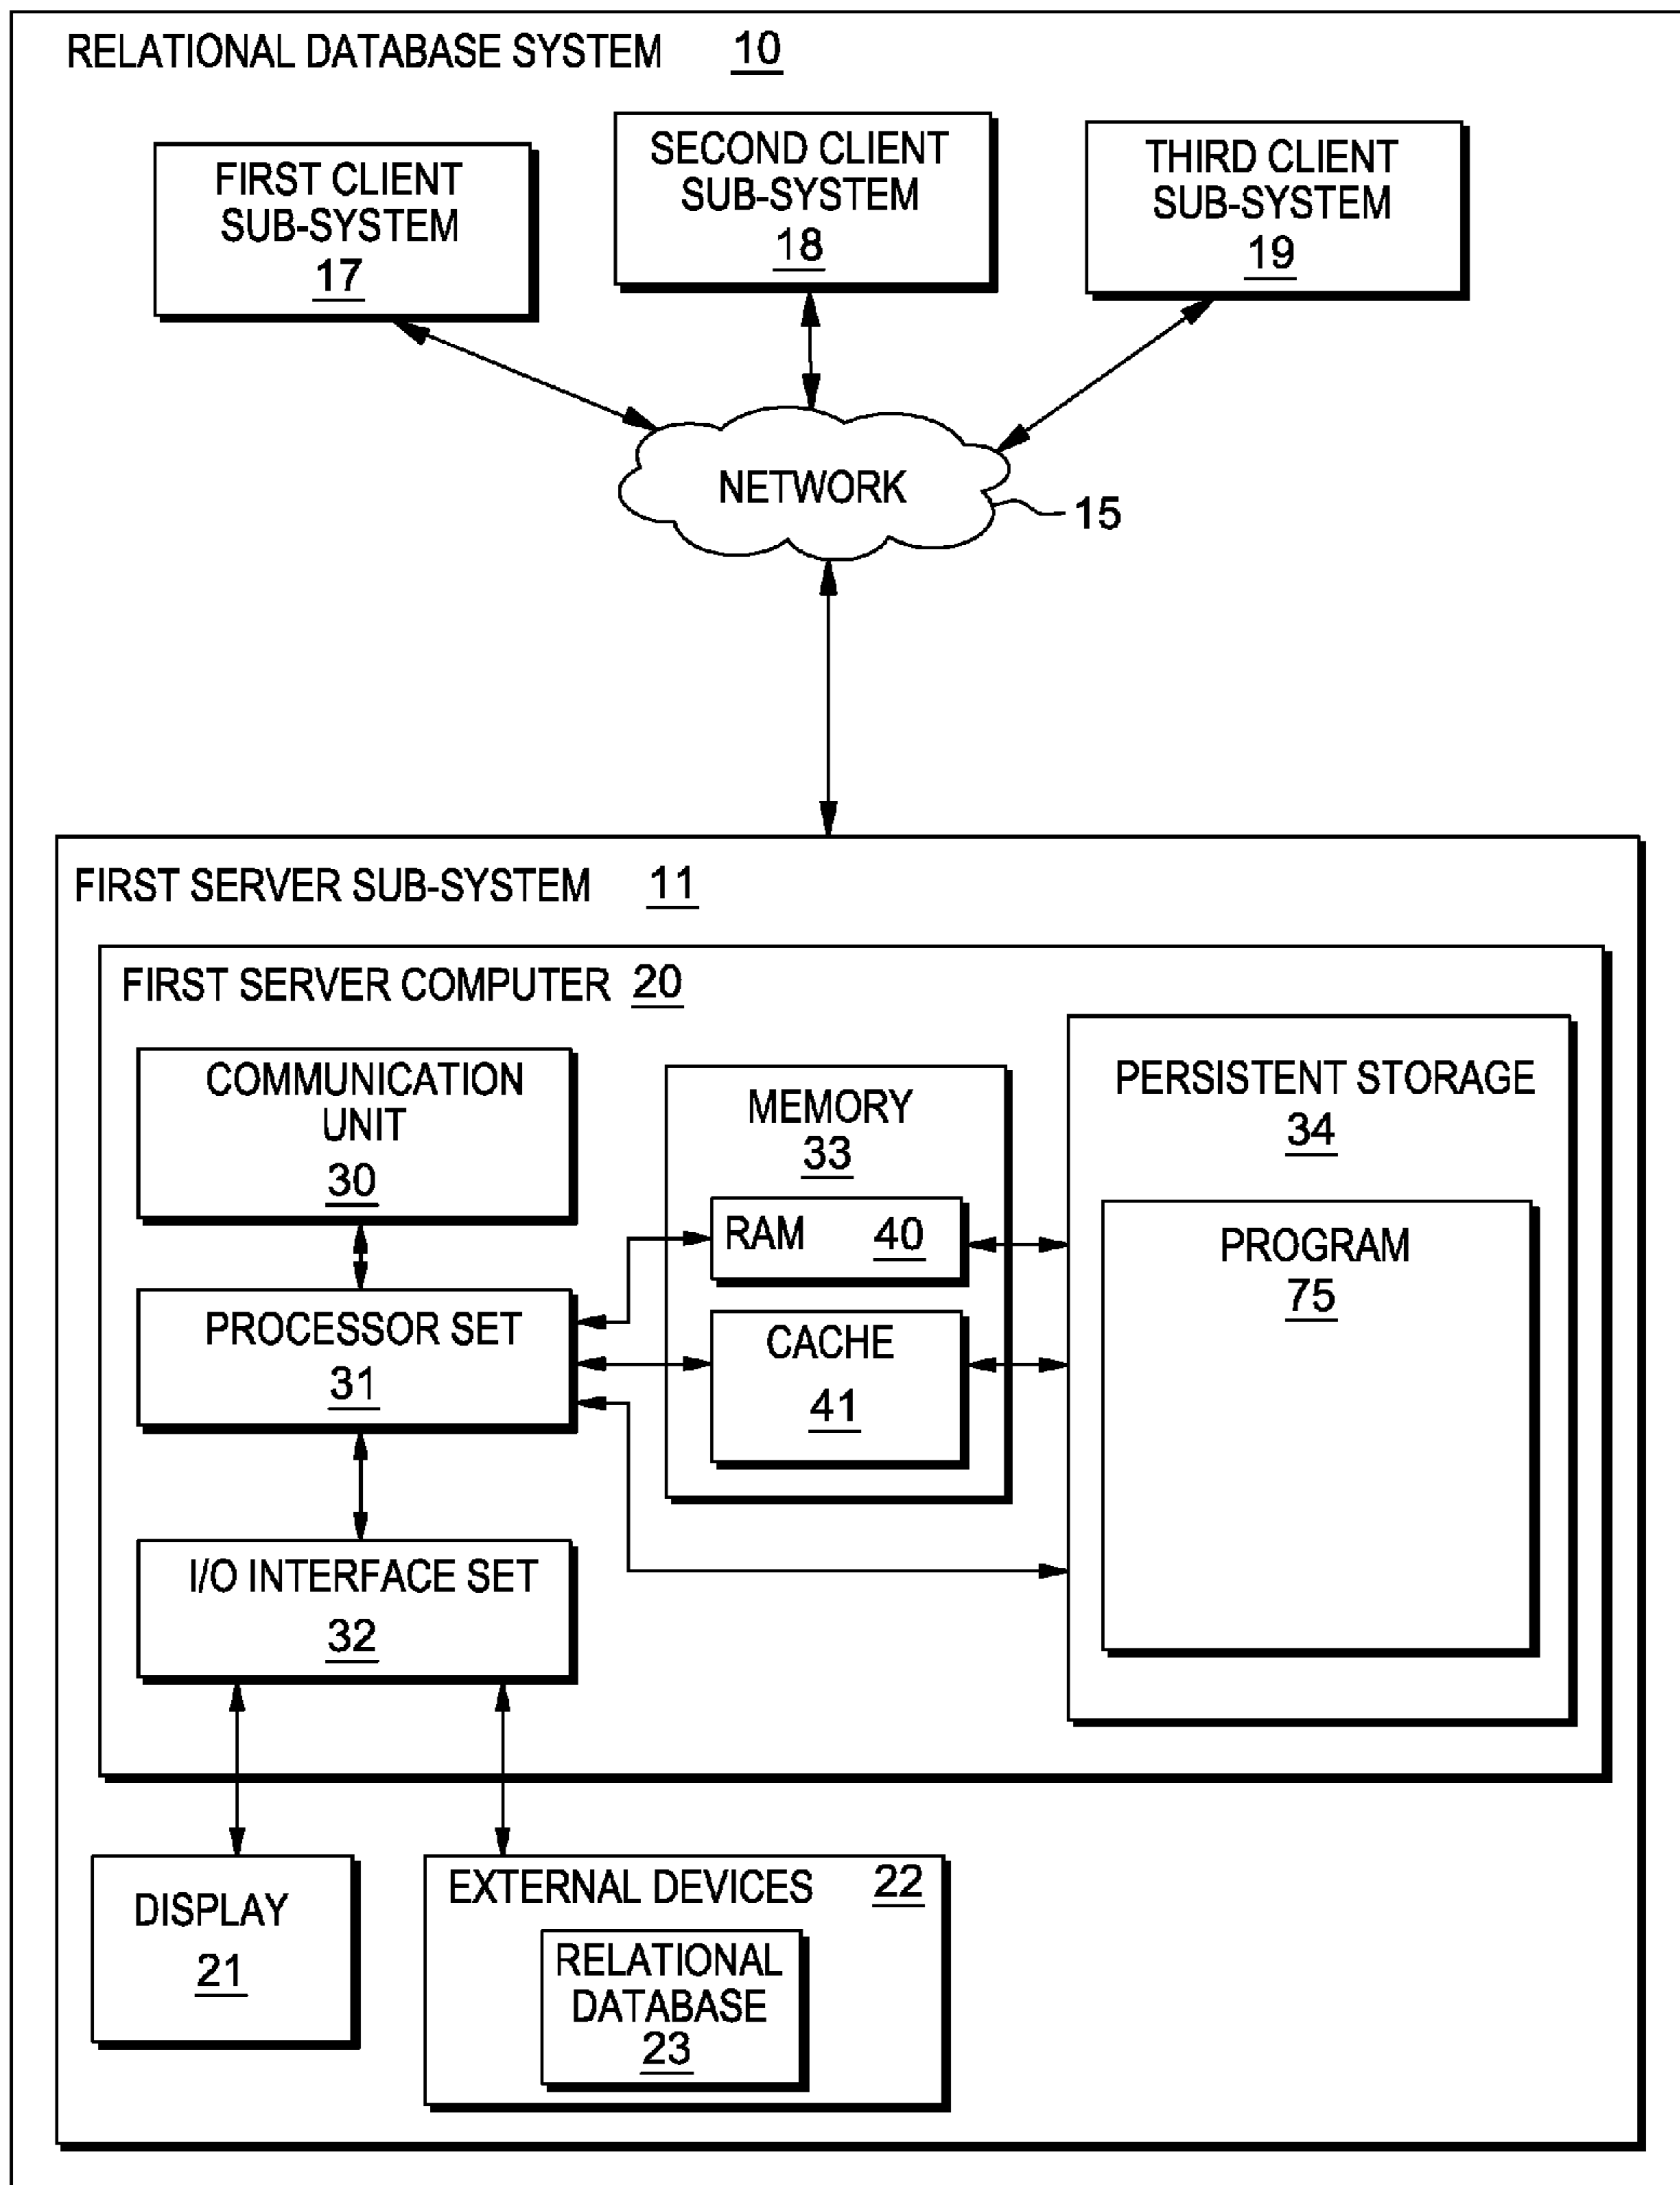 RELATIONAL DATABASE SYSTEM 10
FIRST CLIENT
SUB-SYSTEM
17
SECOND CLIENT
SUB-SYSTEM
18
THIRD CLIENT
SUB-SYSTEM
19
NETWORK
15
FIRST SERVER SUB-SYSTEM 11
FIRST SERVER COMPUTER 20
COMMUNICATION
UNIT
30
PROCESSOR SET
31
I/O INTERFACE SET
32
MEMORY
33
RAM 40
CACHE
41
PERSISTENT STORAGE
34
PROGRAM
75
DISPLAY
21
EXTERNAL DEVICES 22
RELATIONAL
DATABASE
23